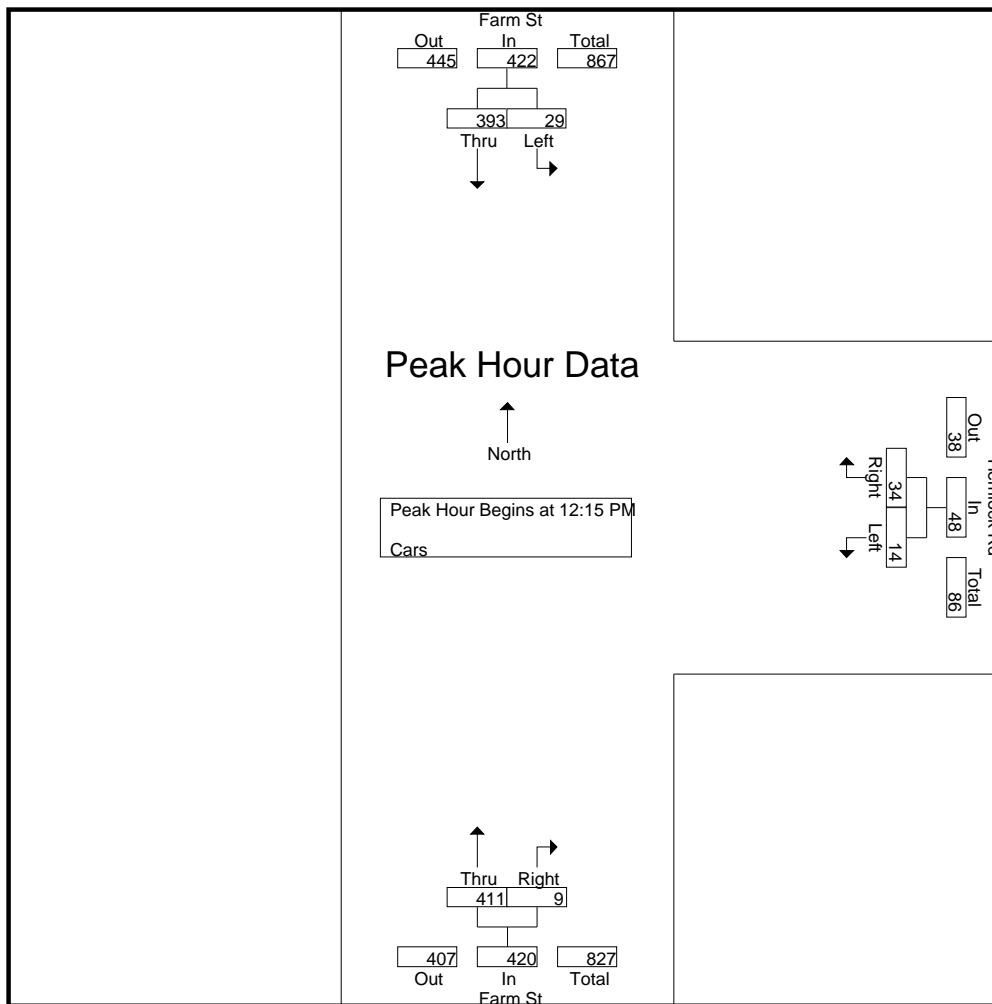 Farm St
Out In Total
445 422 867
393 29
Thru Left
Peak Hour Data
North
Peak Hour Begins at 12:15 PM
Cars
Rd
Out In Total
38 48 86
Right Left
34 14
Thru Right
411 9
407 420 827
Out In Total
Farm St